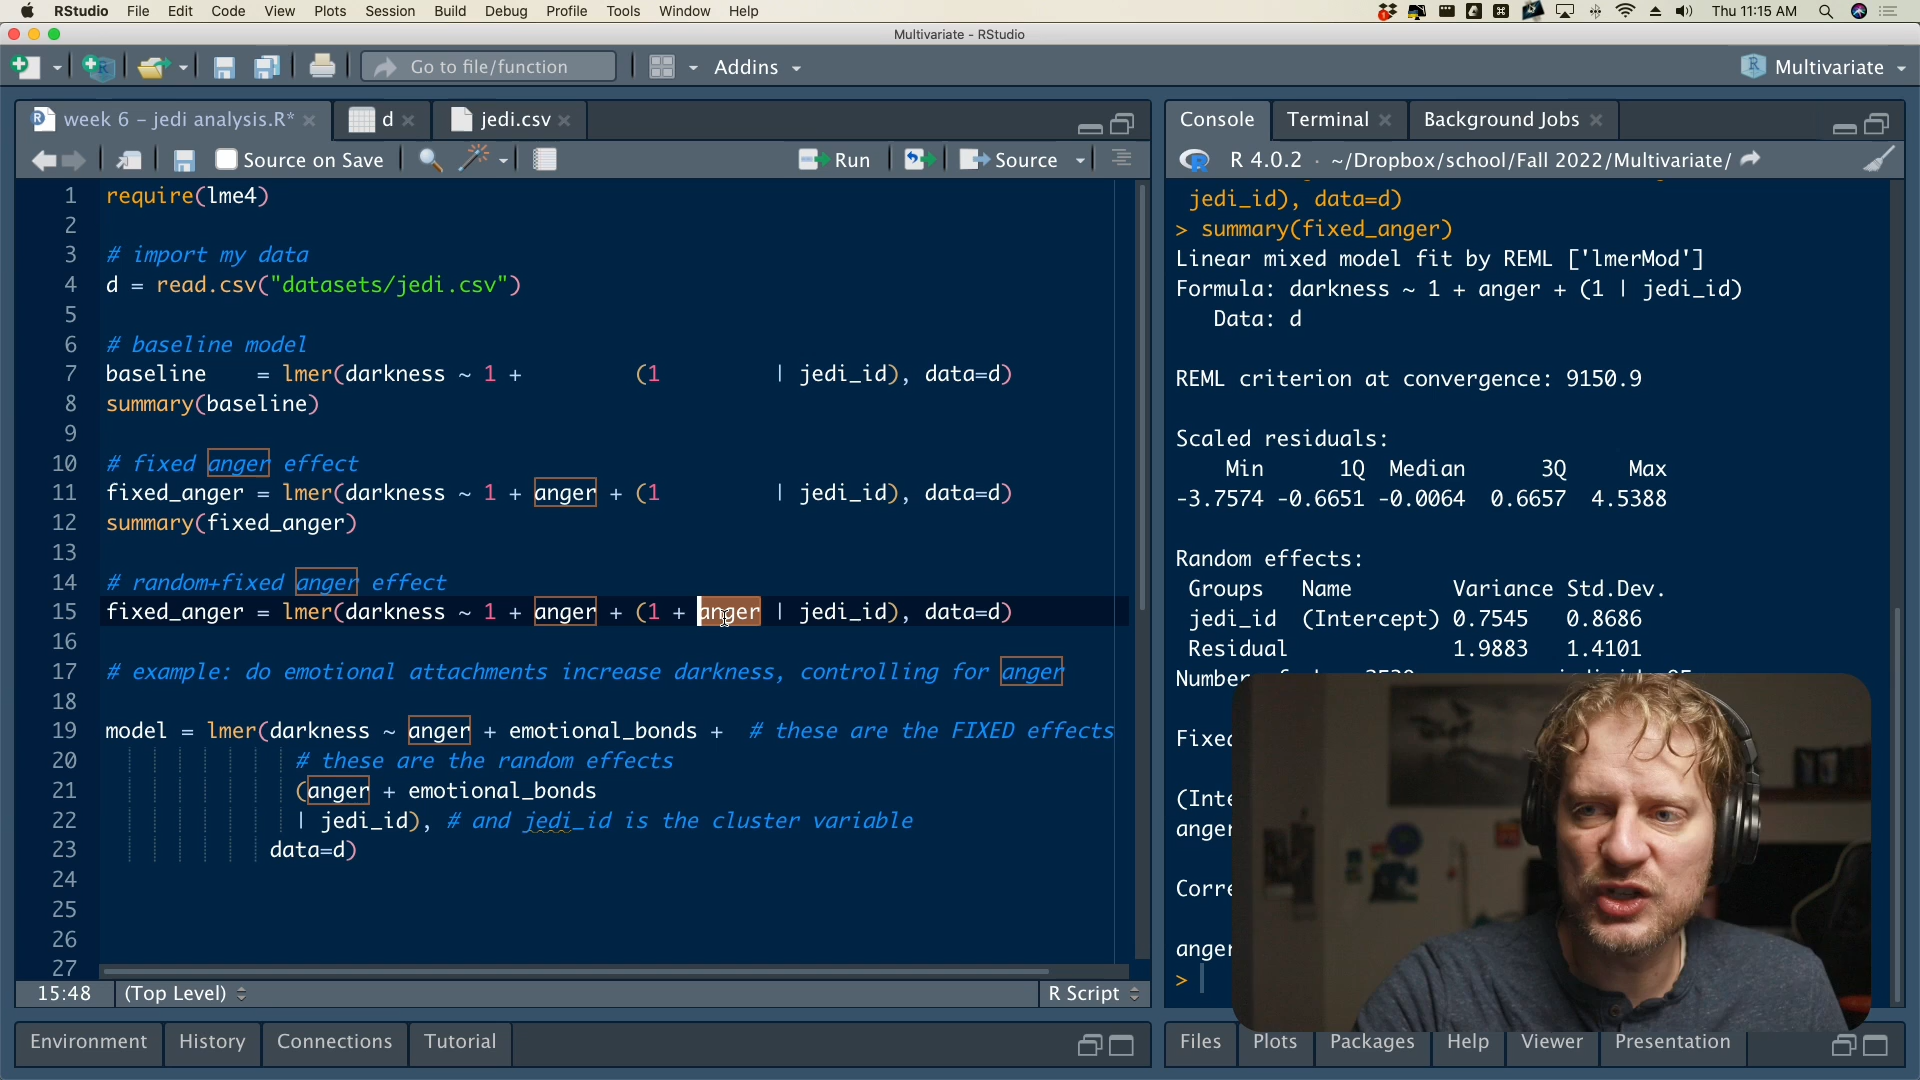 RStudio File Edit Code View Plots Session Build Debug Profile Tools Window Help Thu 11:15 AM
Multivariate - RStudio
Go to file/function Addins Multivariate
week 6 - jedi analysis.R* d jedi.csv
Source on Save Run Source
1 require(lme4)
2
3 # import my data
4 d = read.csv("datasets/jedi.csv")
5
6 # baseline model
7 baseline = lmer(darkness ~ 1 + (1 | jedi_id), data=d)
8 summary(baseline)
9
10 # fixed anger effect
11 fixed_anger = lmer(darkness ~ 1 + anger + (1 | jedi_id), data=d)
12 summary(fixed_anger)
13
14 # random+fixed anger effect
15 fixed_anger = lmer(darkness ~ 1 + anger + (1 + anger | jedi_id), data=d)
16
17 # example: do emotional attachments increase darkness, controlling for anger
18
19 model = lmer(darkness ~ anger + emotional_bonds + # these are the FIXED effects
20 # these are the random effects
21 (anger + emotional_bonds
22 | jedi_id), # and jedi_id is the cluster variable
23 data=d)
24
25
26
27
15:48 (Top Level) R Script
Environment History Connections Tutorial
Console Terminal Background Jobs
R 4.0.2 · ~/Dropbox/school/Fall 2022/Multivariate/
jedi_id), data=d)
> summary(fixed_anger)
Linear mixed model fit by REML ['lmerMod']
Formula: darkness ~ 1 + anger + (1 | jedi_id)
Data: d
REML criterion at convergence: 9150.9
Scaled residuals:
Min 1Q Median 3Q Max
-3.7574 -0.6651 -0.0064 0.6657 4.5388
Random effects:
Groups Name Variance Std.Dev.
jedi_id (Intercept) 0.7545 0.8686
Residual 1.9883 1.4101
Number
Fixed
(Inte
anger
Corre
anger
>
Files Plots Packages Help Viewer Presentation